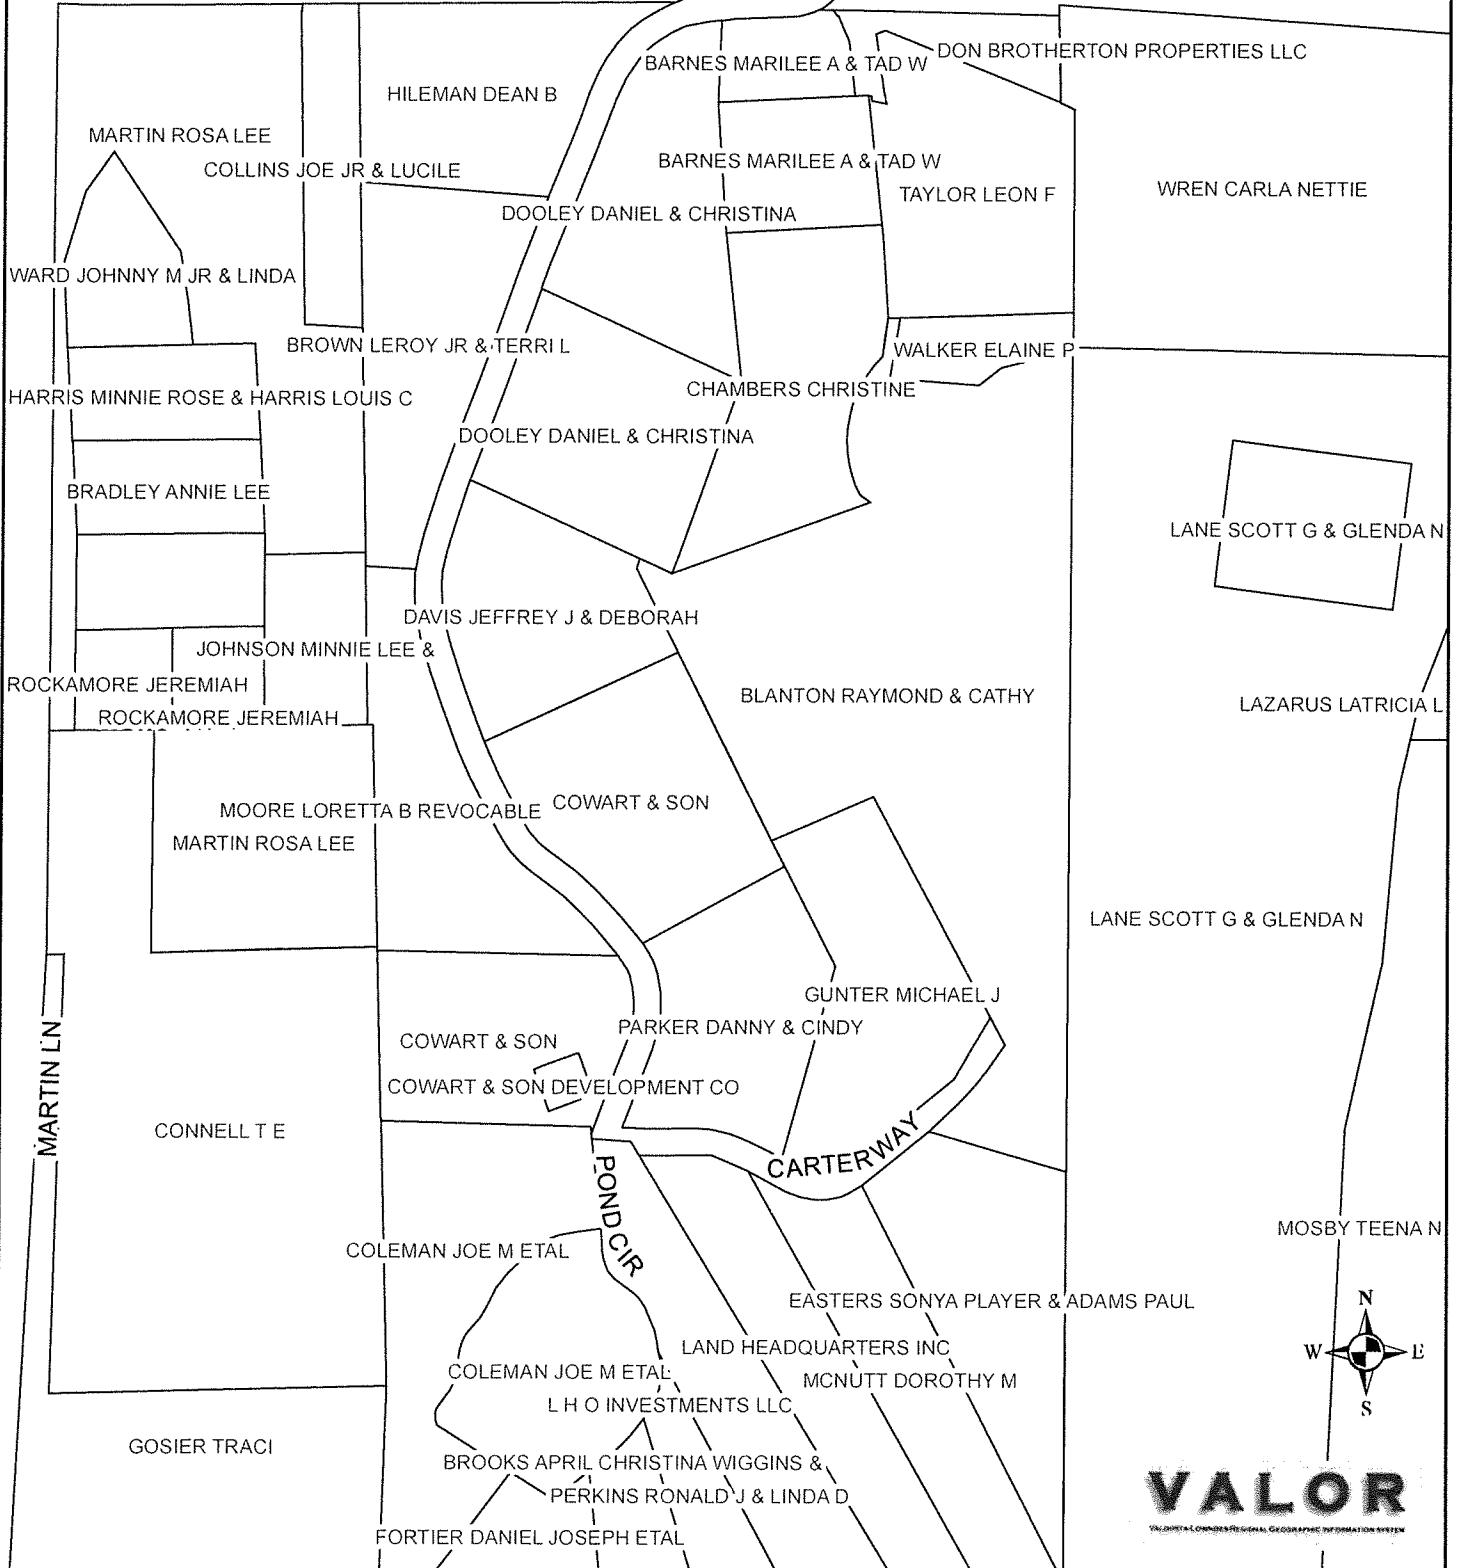 DON BROTHERTON PROPERTIES LLC
BARNES MARILEE A & TAD W
HILEMAN DEAN B
MARTIN ROSA LEE
BARNES MARILEE A & TAD W
COLLINS JOE JR & LUCILE
WREN CARLA NETTIE
TAYLOR LEON F
DOOLEY DANIEL & CHRISTINA
WARD JOHNNY M JR & LINDA
BROWN LEROY JR & TERRI L
WALKER ELAINE P
CHAMBERS CHRISTINE
HARRIS MINNIE ROSE & HARRIS LOUIS C
DOOLEY DANIEL & CHRISTINA
BRADLEY ANNIE LEE
LANE SCOTT G & GLENDA N
DAVIS JEFFREY J & DEBORAH
JOHNSON MINNIE LEE &
ROCKAMORE JEREMIAH
BLANTON RAYMOND & CATHY
LAZARUS LATRICIA L
ROCKAMORE JEREMIAH
COWART & SON
MOORE LORETTA B REVOCABLE
MARTIN ROSA LEE
LANE SCOTT G & GLENDA N
GUNTER MICHAEL J
PARKER DANNY & CINDY
COWART & SON
COWART & SON DEVELOPMENT CO
MARTIN LN
CONNELL T E
CARTERWAY
POND CIR
MOSBY TEENA N
COLEMAN JOE M ETAL
EASTERS SONYA PLAYER & ADAMS PAUL
N
W E
S
LAND HEADQUARTERS INC
COLEMAN JOE M ETAL
MCNUTT DOROTHY M
L H O INVESTMENTS LLC
GOSIER TRACI
BROOKS APRIL CHRISTINA WIGGINS &
PERKINS RONALD J & LINDA D
FORTIER DANIEL JOSEPH ETAL
VALOR
VALDOSTA-LOWNDES REGIONAL GEOGRAPHIC INFORMATION SYSTEM